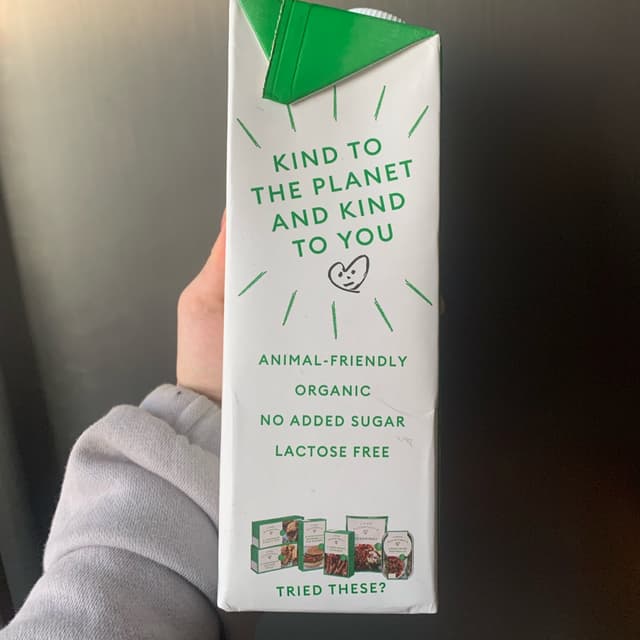 KIND TO
THE PLANET
AND KIND
TO YOU
ANIMAL-FRIENDLY
ORGANIC
NO ADDED SUGAR
LACTOSE FREE
TRIED THESE?